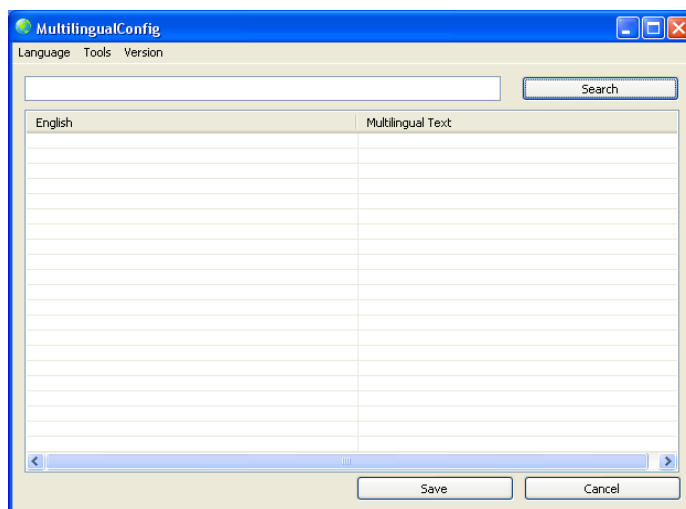 MultilingualConfig
Language Tools Version
Search
English Multilingual Text
Save Cancel